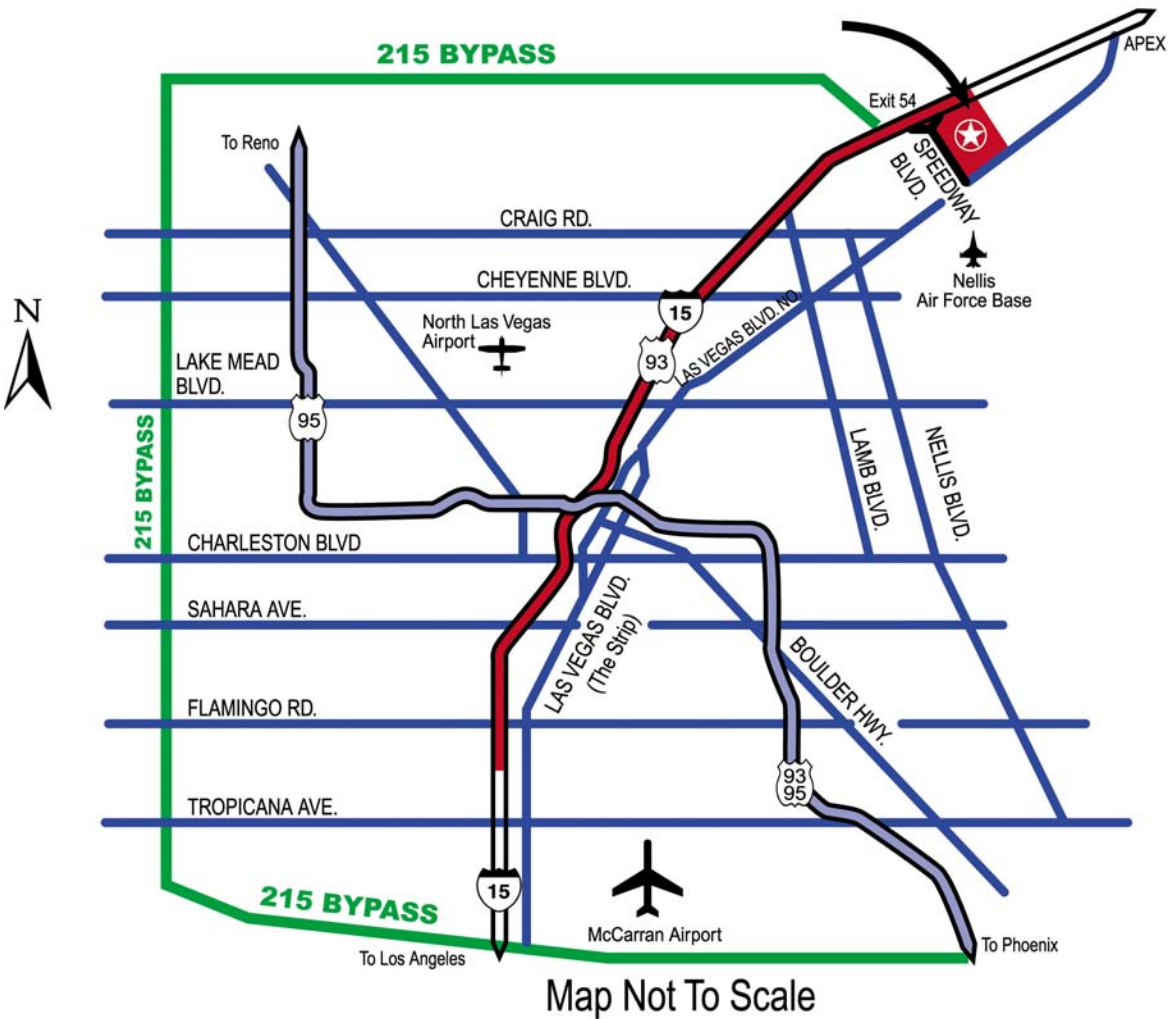 215 BYPASS
APEX
Exit 54
To Reno
SPEEDWAY
BLVD.
CRAIG RD.
CHEYENNE BLVD.
Nellis
Air Force Base
N
15
93
LAS VEGAS BLVD. NO.
North Las Vegas
Airport
LAKE MEAD
BLVD.
95
215 BYPASS
LAMB BLVD.
NELLIS BLVD.
CHARLESTON BLVD
SAHARA AVE.
LAS VEGAS BLVD.
(The Strip)
BOULDER HWY.
FLAMINGO RD.
93
95
TROPICANA AVE.
15
215 BYPASS
McCarran Airport
To Los Angeles
To Phoenix
Map Not To Scale